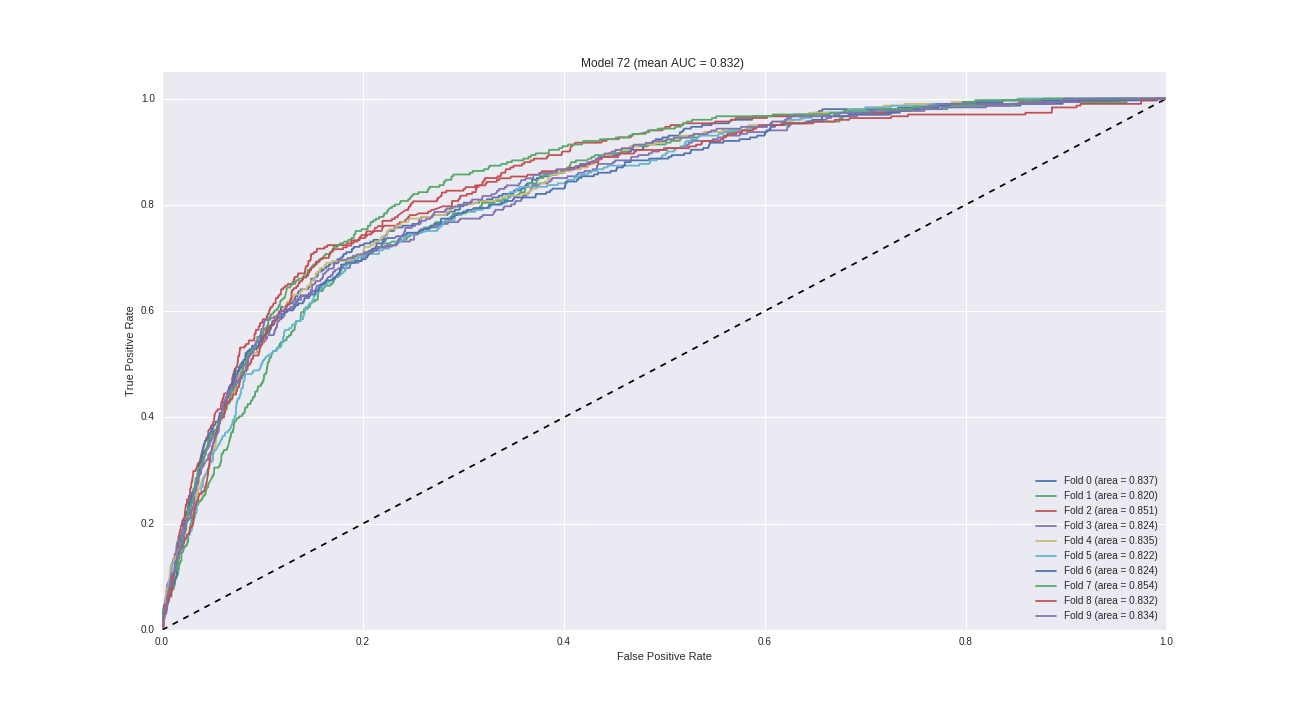 Model 72 (mean AUC = 0.832)
1.0
0.8
0.6
0.4
0.2
0.0
True Positive Rate
0.0 0.2 0.4 0.6 0.8 1.0
False Positive Rate
Fold 0 (area = 0.837)
Fold 1 (area = 0.820)
Fold 2 (area = 0.851)
Fold 3 (area = 0.824)
Fold 4 (area = 0.835)
Fold 5 (area = 0.822)
Fold 6 (area = 0.824)
Fold 7 (area = 0.854)
Fold 8 (area = 0.832)
Fold 9 (area = 0.834)